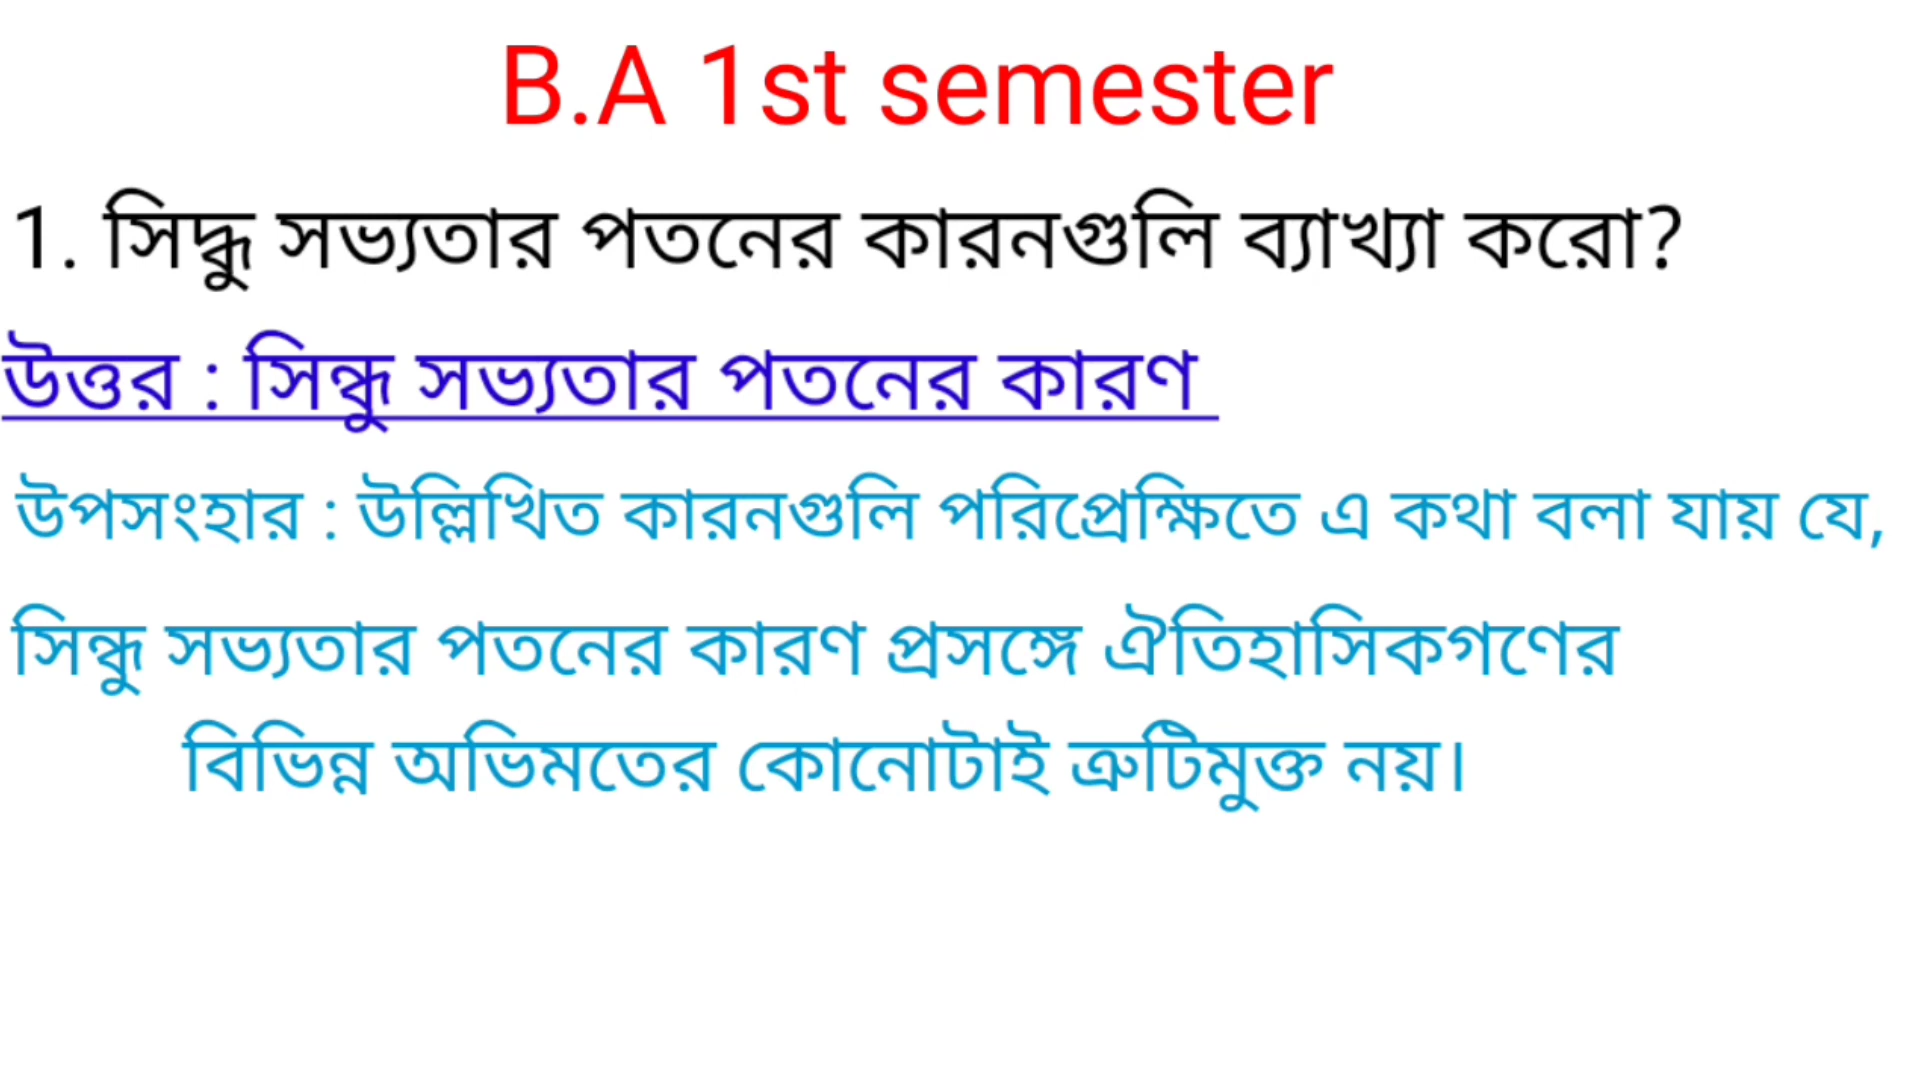 B.A 1st semester
1. সিদ্ধু সভ্যতার পতনের কারনগুলি ব্যাখ্যা করো?
উত্তর : সিন্ধু সভ্যতার পতনের কারণ
উপসংহার : উল্লিখিত কারনগুলি পরিপ্রেক্ষিতে এ কথা বলা যায় যে,
সিন্ধু সভ্যতার পতনের কারণ প্রসঙ্গে ঐতিহাসিকগণের
বিভিন্ন অভিমতের কোনোটাই ত্রুটিমুক্ত নয়।